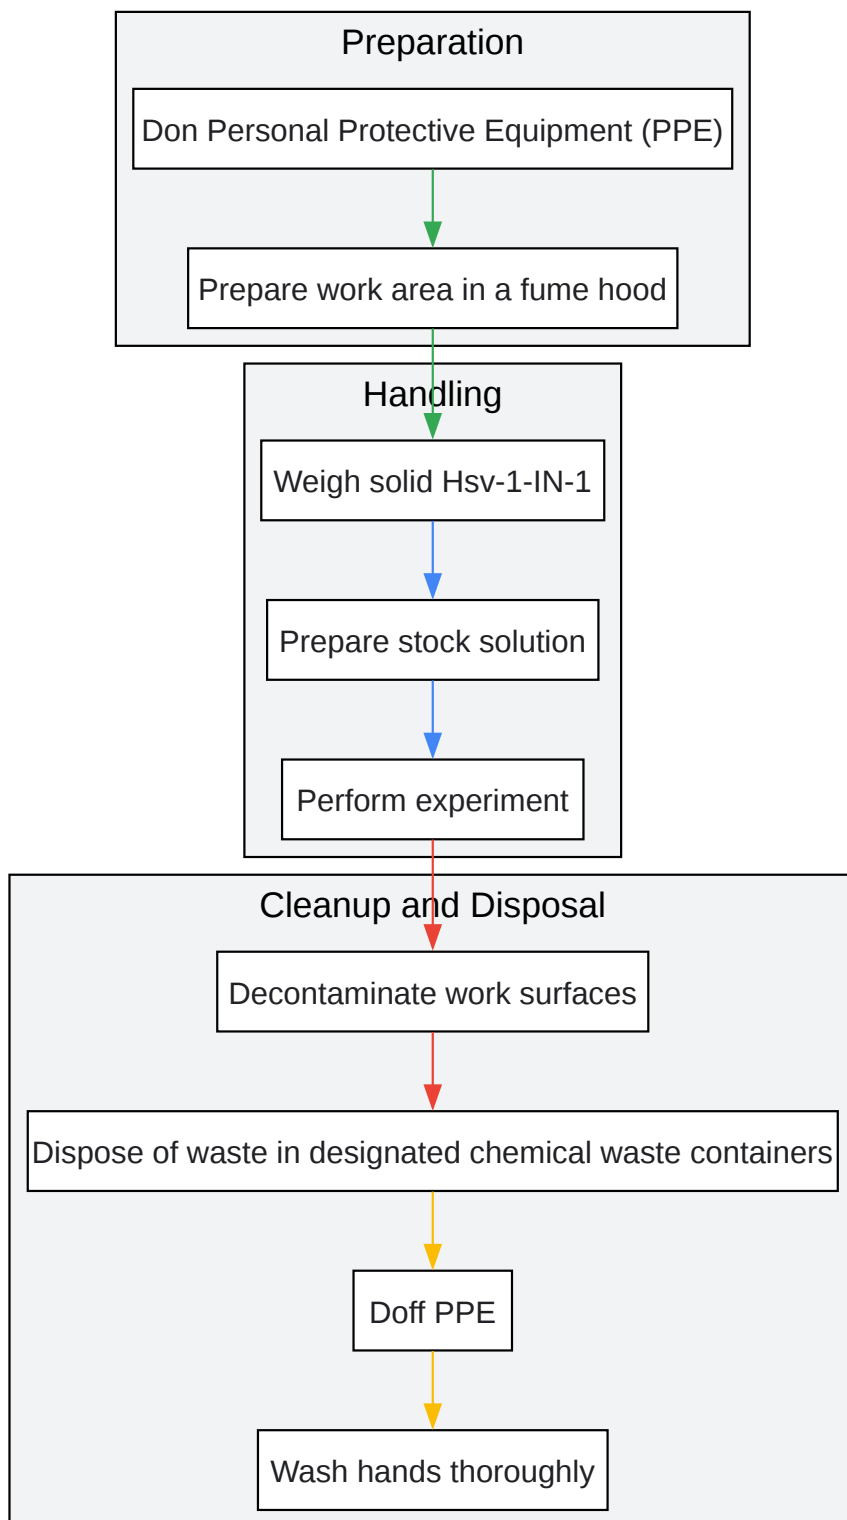 Preparation
Don Personal Protective Equipment (PPE)
Prepare work area in a fume hood
Handling
Weigh solid Hsv-1-IN-1
Prepare stock solution
Perform experiment
Cleanup and Disposal
Decontaminate work surfaces
Dispose of waste in designated chemical waste containers
Doff PPE
Wash hands thoroughly